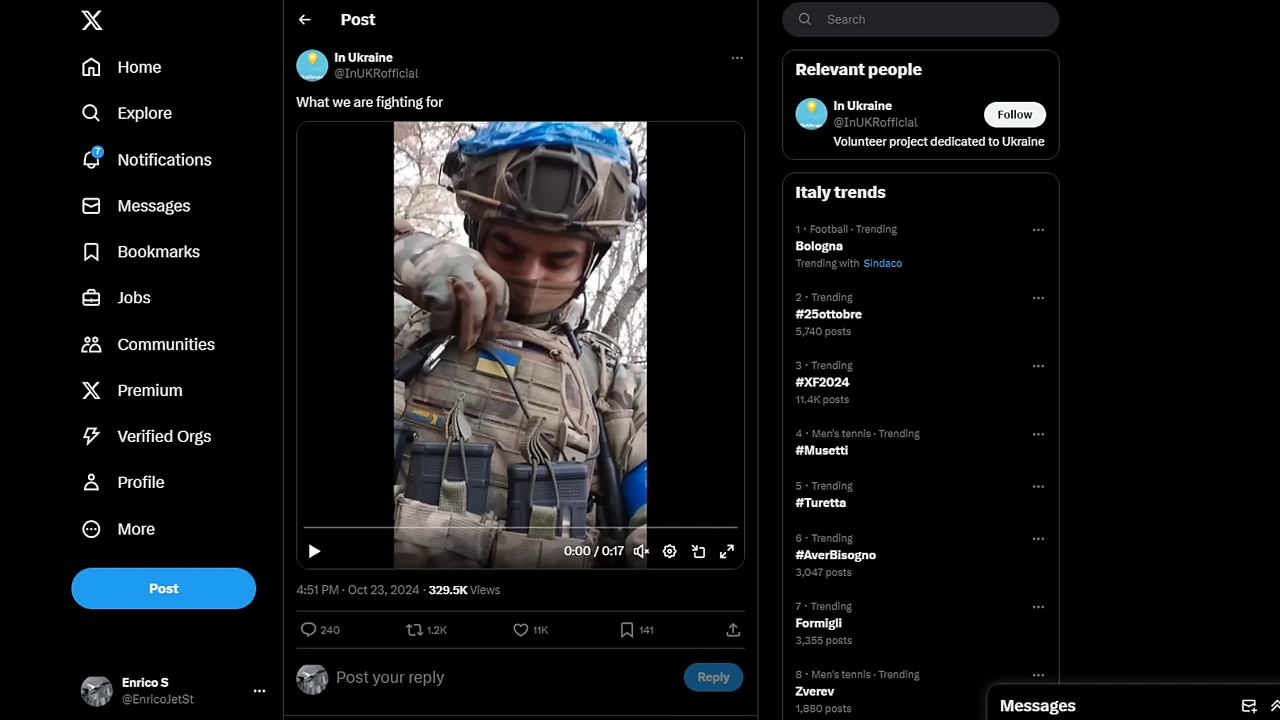 Home
Explore
7
Notifications
Messages
Bookmarks
Jobs
Communities
Premium
Verified Orgs
Profile
More
Post
Enrico S
@EnricoJetSt
Post
In Ukraine
@InUKRofficial
What we are fighting for
0:00 / 0:17
4:51 PM · Oct 23, 2024 · 329.5K Views
240
1.2K
11K
141
Post your reply
Reply
Search
Relevant people
In Ukraine
@InUKRofficial
Follow
Volunteer project dedicated to Ukraine
Italy trends
1 · Football · Trending
Bologna
Trending with Sindaco
2 · Trending
#25ottobre
5,740 posts
3 · Trending
#XF2024
11.4K posts
4 · Men's tennis · Trending
#Musetti
5 · Trending
#Turetta
6 · Trending
#AverBisogno
3,047 posts
7 · Trending
Formigli
3,355 posts
8 · Men's tennis · Trending
Zverev
1,880 posts
Messages